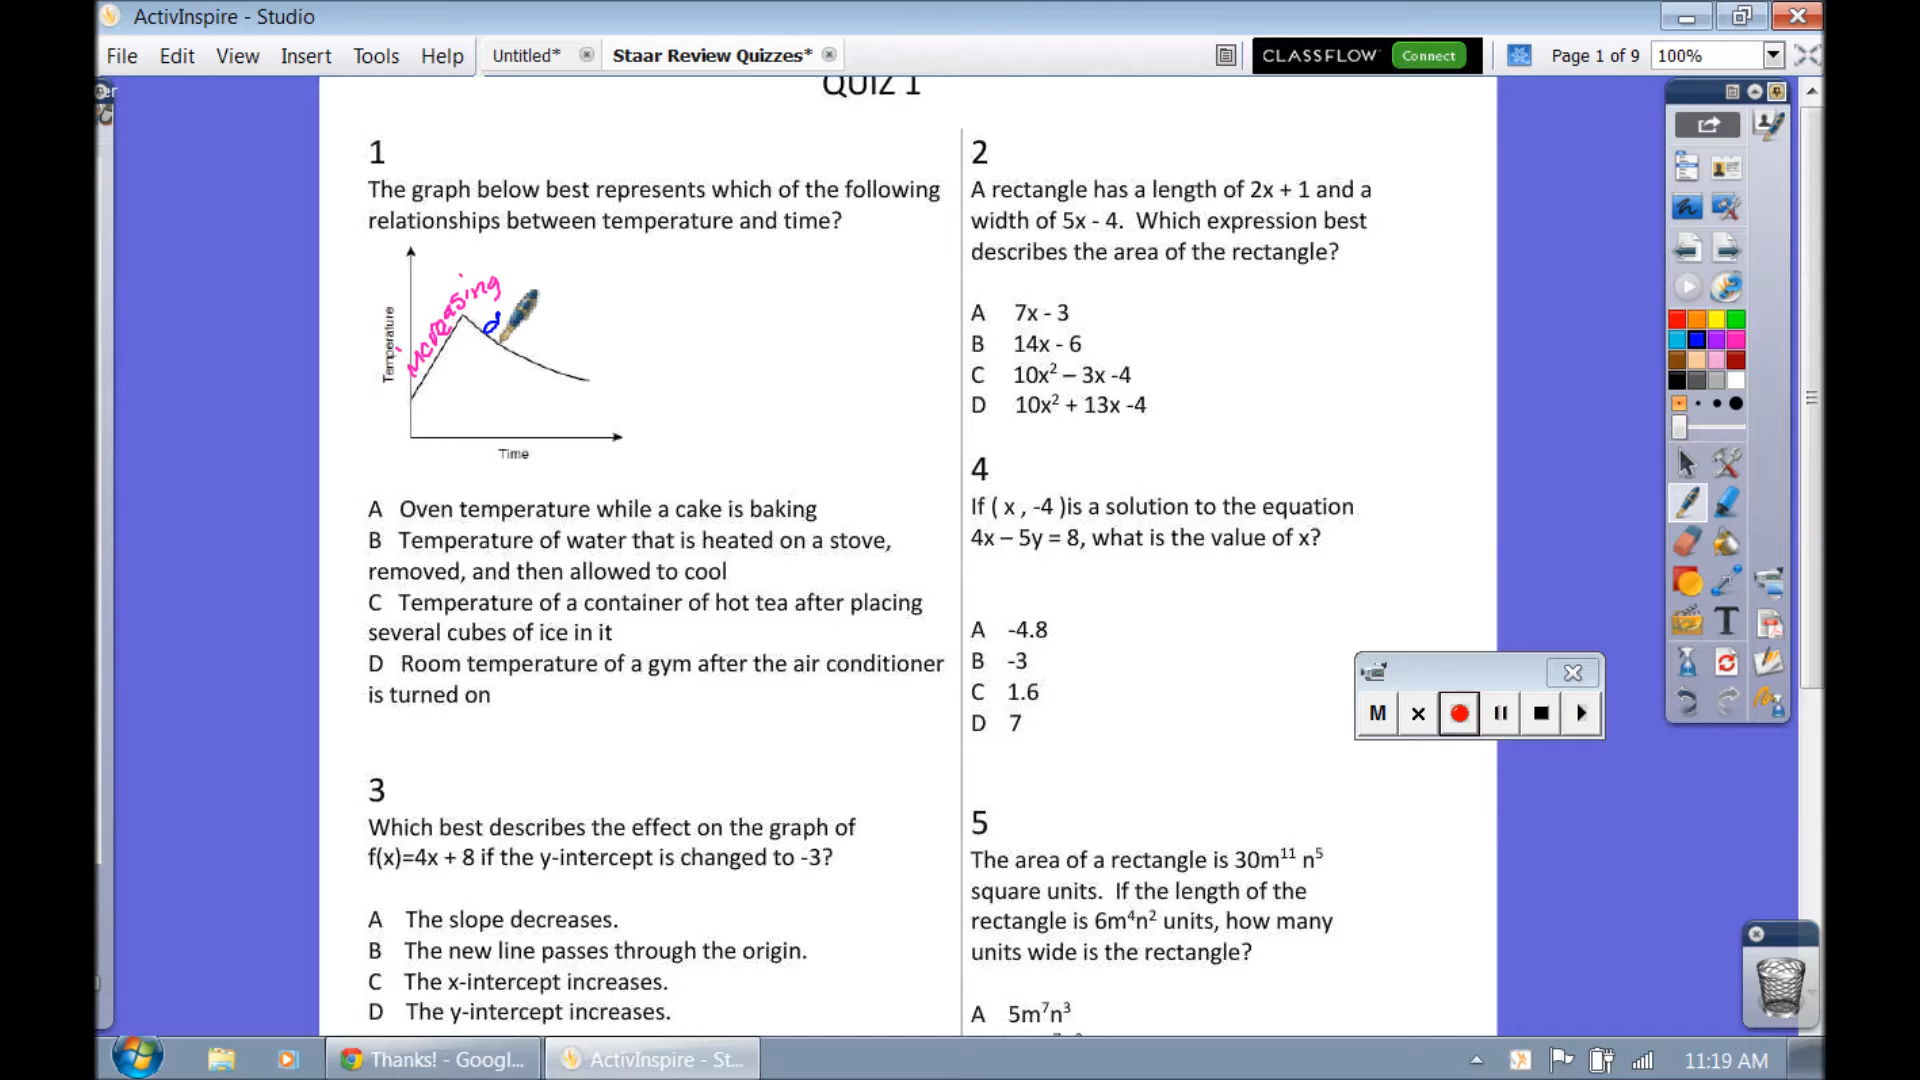 ActivInspire - Studio
File Edit View Insert Tools Help
Untitled* Staar Review Quizzes*
CLASSFLOW Connect
Page 1 of 9 100%
QUIZ 1
1
The graph below best represents which of the following
relationships between temperature and time?
Temperature
increasing
d
Time
A Oven temperature while a cake is baking
B Temperature of water that is heated on a stove,
removed, and then allowed to cool
C Temperature of a container of hot tea after placing
several cubes of ice in it
D Room temperature of a gym after the air conditioner
is turned on
3
Which best describes the effect on the graph of
f(x)=4x + 8 if the y-intercept is changed to -3?
A The slope decreases.
B The new line passes through the origin.
C The x-intercept increases.
D The y-intercept increases.
2
A rectangle has a length of 2x + 1 and a
width of 5x - 4. Which expression best
describes the area of the rectangle?
A 7x - 3
B 14x - 6
C 10x² – 3x -4
D 10x² + 13x -4
4
If ( x , -4 )is a solution to the equation
4x – 5y = 8, what is the value of x?
A -4.8
B -3
C 1.6
D 7
5
The area of a rectangle is 30m¹¹ n⁵
square units. If the length of the
rectangle is 6m⁴n² units, how many
units wide is the rectangle?
A 5m⁷n³
M
Thanks! - Googl...
ActivInspire - St...
11:19 AM